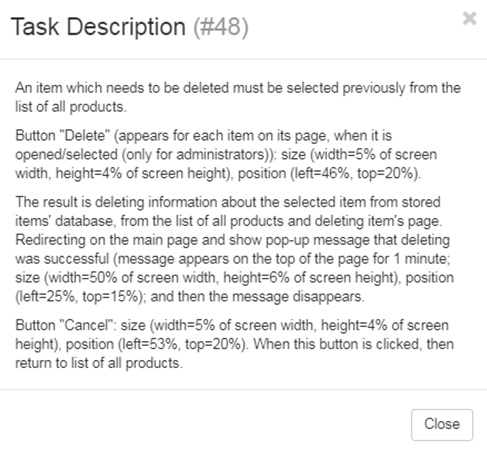 Task Description (#48)
×
An item which needs to be deleted must be selected previously from the
list of all products.
Button "Delete" (appears for each item on its page, when it is
opened/selected (only for administrators)): size (width=5% of screen
width, height=4% of screen height), position (left=46%, top=20%).
The result is deleting information about the selected item from stored
items' database, from the list of all products and deleting item's page.
Redirecting on the main page and show pop-up message that deleting
was successful (message appears on the top of the page for 1 minute;
size (width=50% of screen width, height=6% of screen height), position
(left=25%, top=15%); and then the message disappears.
Button "Cancel": size (width=5% of screen width, height=4% of screen
height), position (left=53%, top=20%). When this button is clicked, then
return to list of all products.
Close